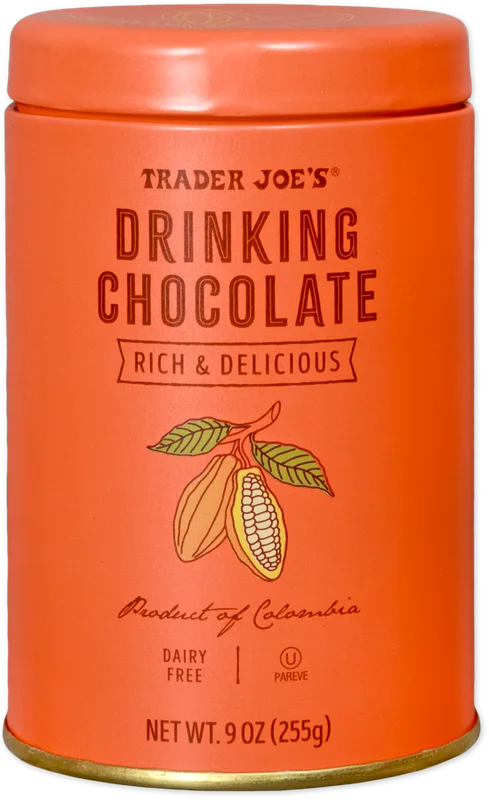 TRADER JOE'S®
DRINKING
CHOCOLATE
RICH & DELICIOUS
Product of Colombia
DAIRY
FREE
U
PAREVE
NET WT. 9 OZ (255g)